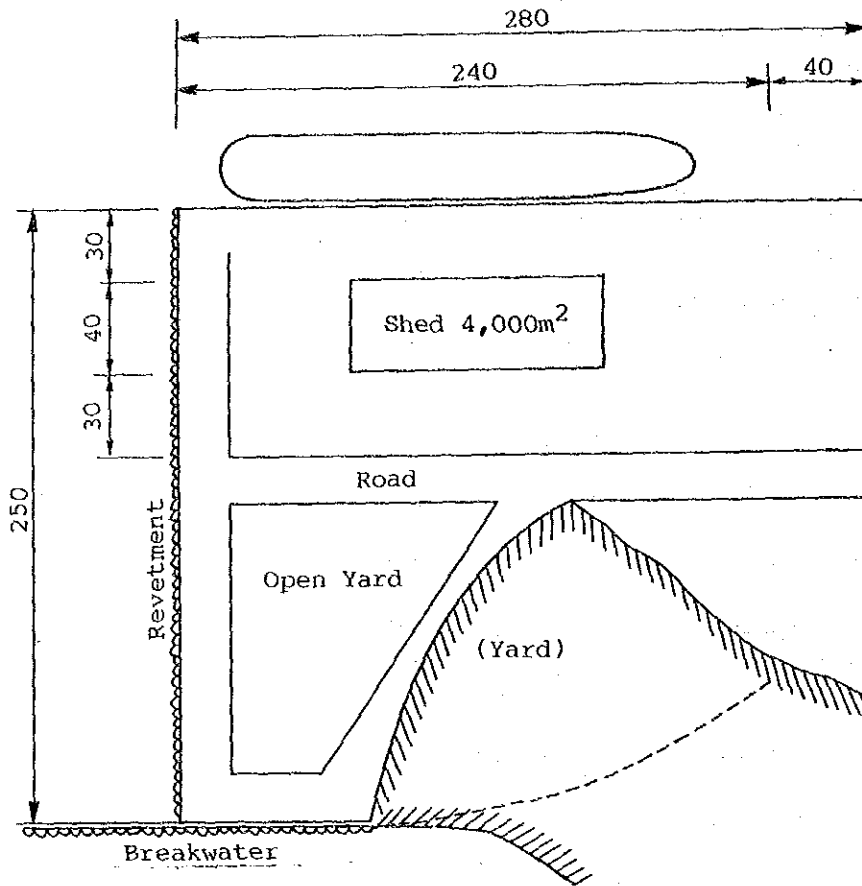 280
240
40
30
40
30
250
Shed 4,000m²
Road
Revetment
Open Yard
(Yard)
Breakwater